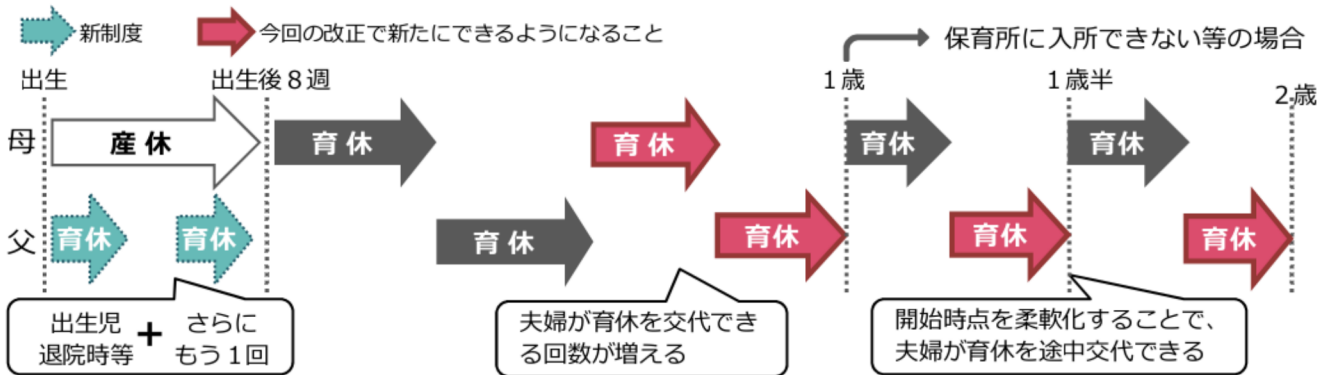 新制度
今回の改正で新たにできるようになること
保育所に入所できない等の場合
出生
出生後８週
１歳
１歳半
２歳
母
産 休
育 休
育 休
育休
育休
父
育休
育休
育 休
育休
育休
育休
出生児
退院時等
+
さらに
もう１回
夫婦が育休を交代でき
る回数が増える
開始時点を柔軟化することで、
夫婦が育休を途中交代できる